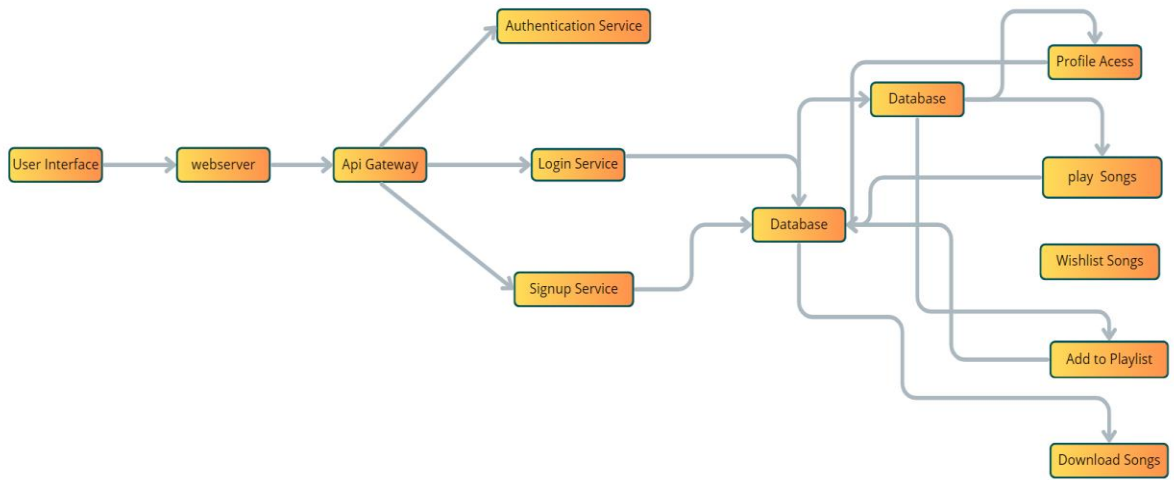 Authentication Service
Profile Acess
Database
User Interface
webserver
Api Gateway
Login Service
play Songs
Database
Wishlist Songs
Signup Service
Add to Playlist
Download Songs